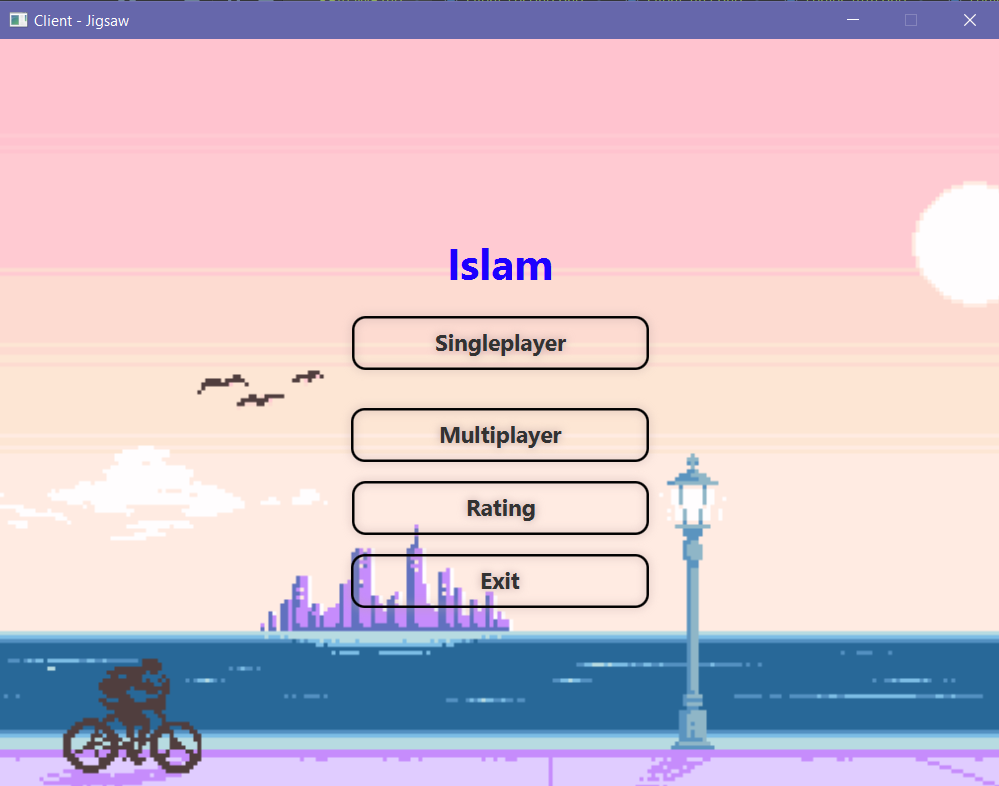 Client - Jigsaw
Islam
Singleplayer
Multiplayer
Rating
Exit